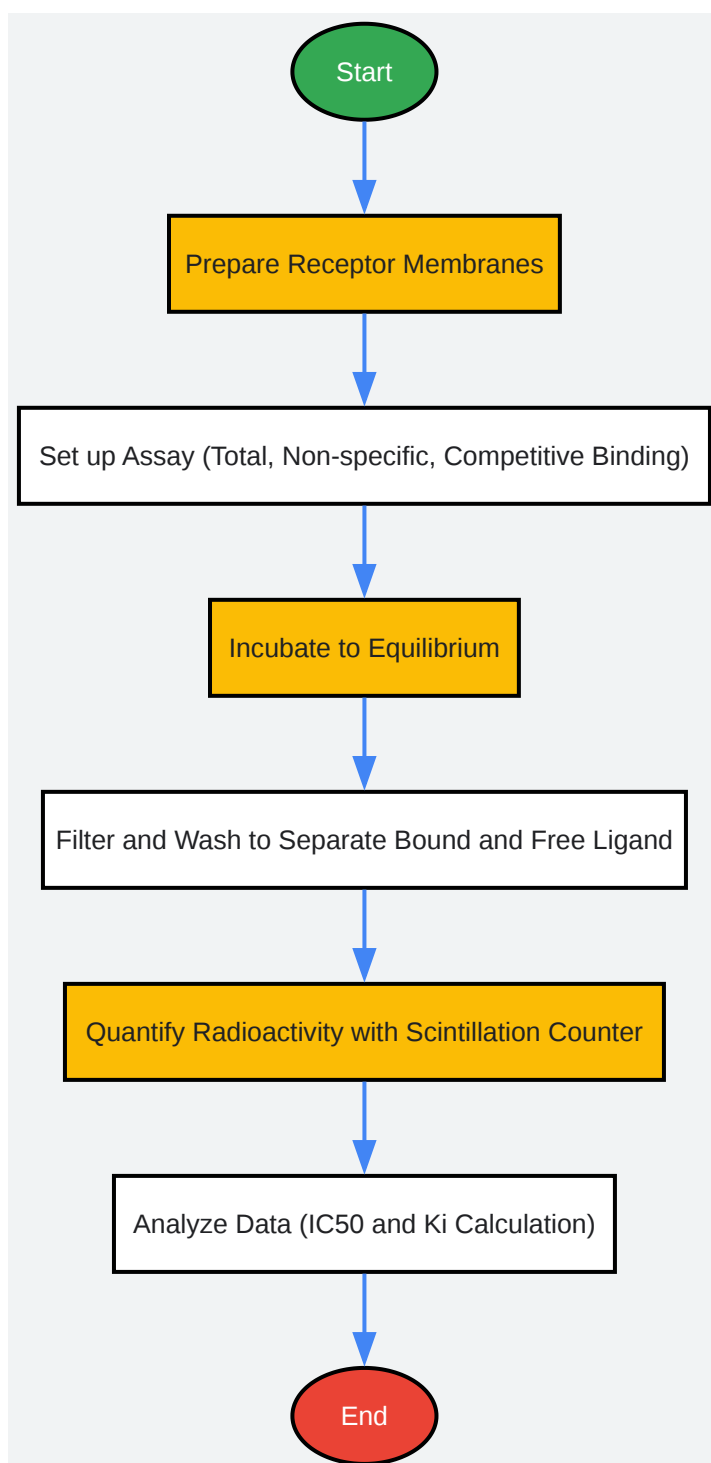 Start
Prepare Receptor Membranes
Set up Assay (Total, Non-specific, Competitive Binding)
Incubate to Equilibrium
Filter and Wash to Separate Bound and Free Ligand
Quantify Radioactivity with Scintillation Counter
Analyze Data (IC50 and Ki Calculation)
End